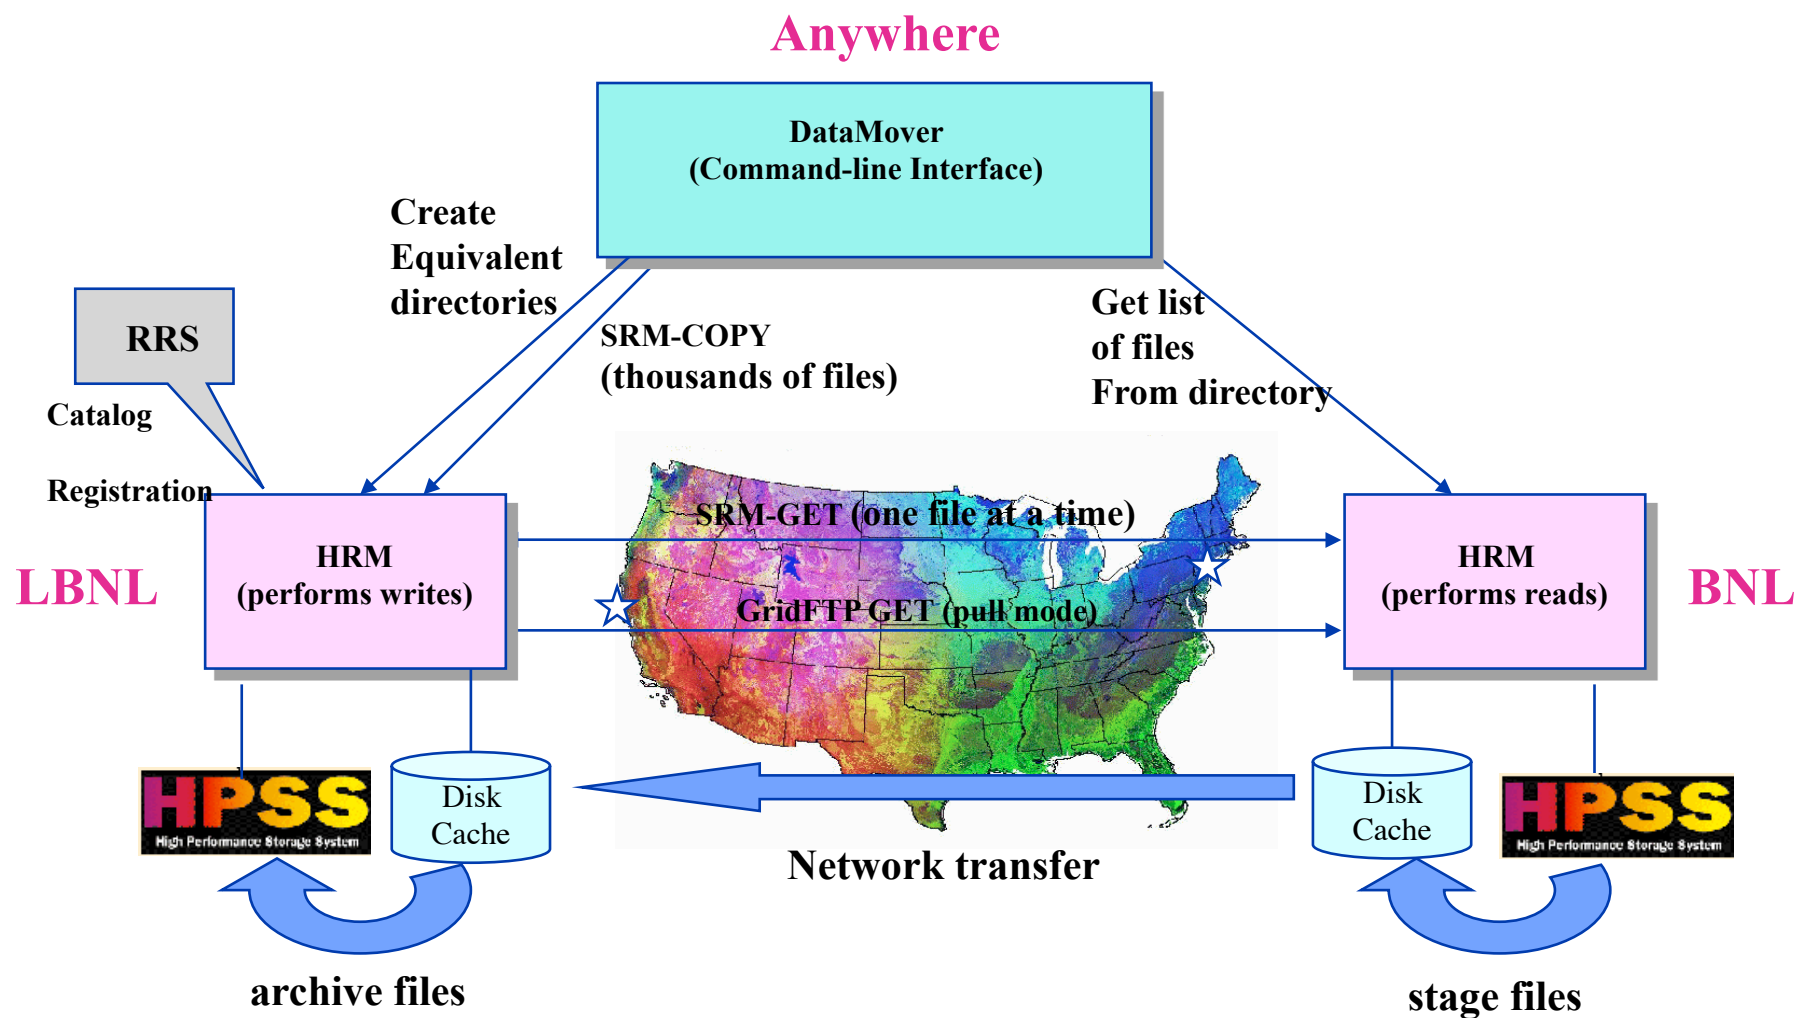 Anywhere
DataMover
(Command-line Interface)
Create
Equivalent
directories
SRM-COPY
(thousands of files)
Get list
of files
From directory
RRS
Catalog
Registration
SRM-GET (one file at a time)
HRM
(performs writes)
LBNL
GridFTP GET (pull mode)
HRM
(performs reads)
BNL
HPSS
High Performance Storage System
Disk
Cache
Disk
Cache
HPSS
High Performance Storage System
Network transfer
archive files
stage files